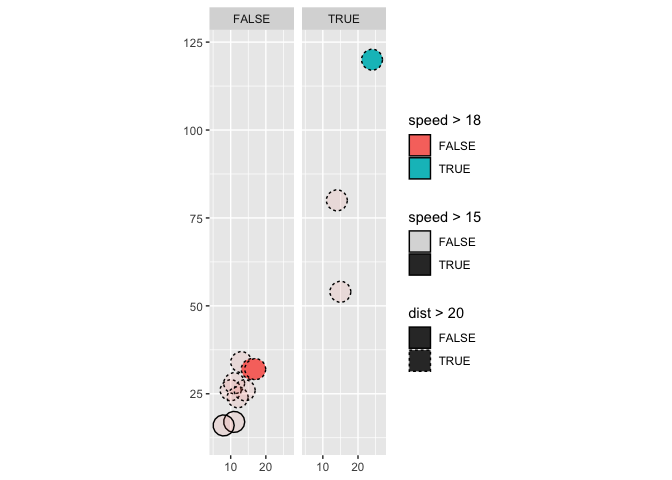 FALSE TRUE
125
100
75
50
25
10 20 10 20
speed > 18
FALSE
TRUE
speed > 15
FALSE
TRUE
dist > 20
FALSE
TRUE